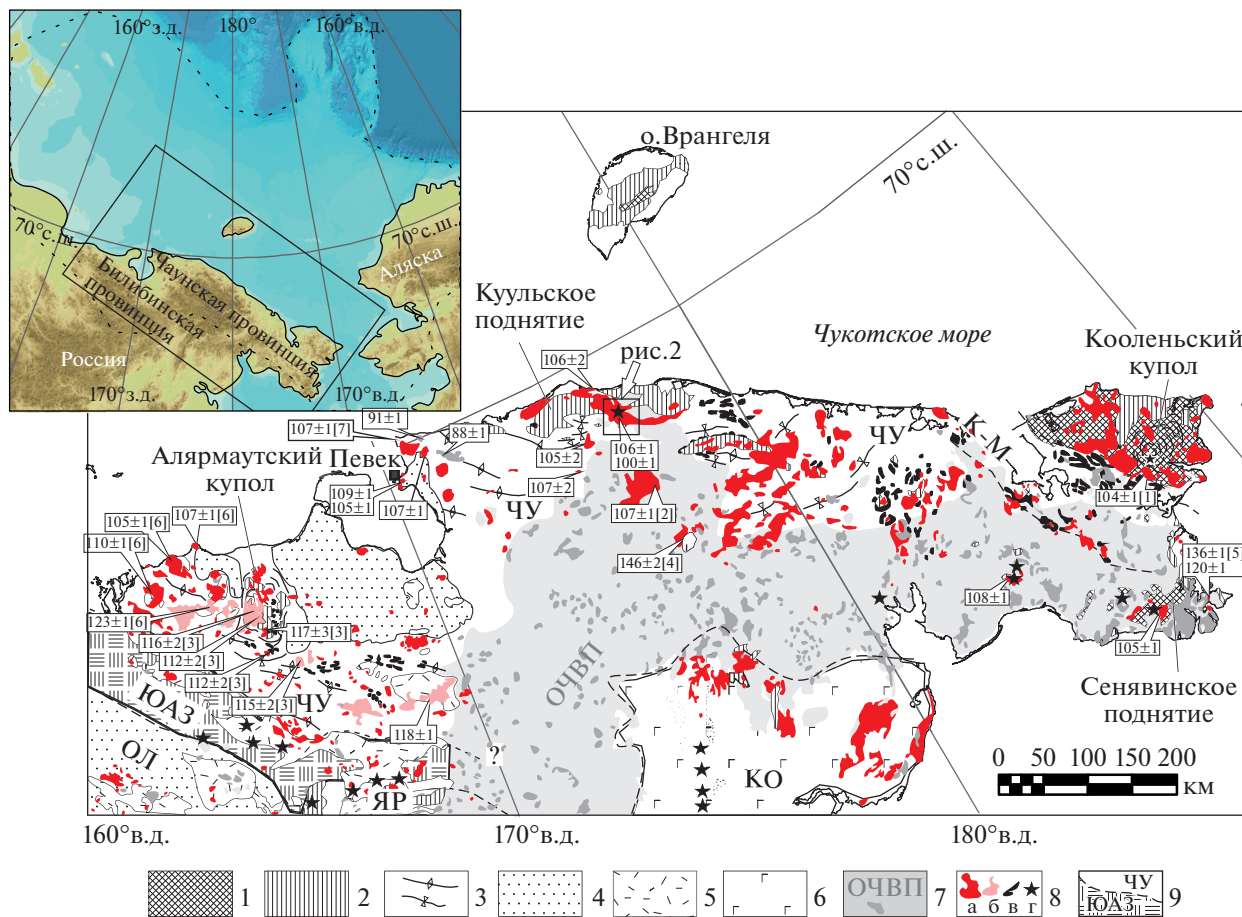 160°з.д.
180°
160°в.д.
70°с.ш.
70°с.ш.
Чаунская провинция
Билибинская
провинция
Аляска
Россия
170°з.д.
170°в.д.
о.Врангеля
70°с.ш.
Куульское
поднятие
106±2
рис.2
Чукотское море
Кооленьский
купол
91±1
107±1[7]
88±1
105±2
106±1
100±1
ЧУ
К-М
Алярмаутский
купол
Певек
109±1
105±1
107±1
ЧУ
107±2
107±1[2]
104±1[1]
105±1[6]
107±1[6]
110±1[6]
146±2[4]
136±1[5]
120±1
108±1
123±1[6]
116±2[3]
117±3[3]
112±2[3]
105±1
112±2[3]
115±2[3]
ЧУ
118±1
ОЧВП
Сенявинское
поднятие
ЮАЗ
ОЛ
ЯР
?
КО
0 50 100 150 200
км
160°в.д.
170°в.д.
180°в.д.
1
2
3
4
5
6
ОЧВП
7
а б в г
8
ЧУ
ЮАЗ
9